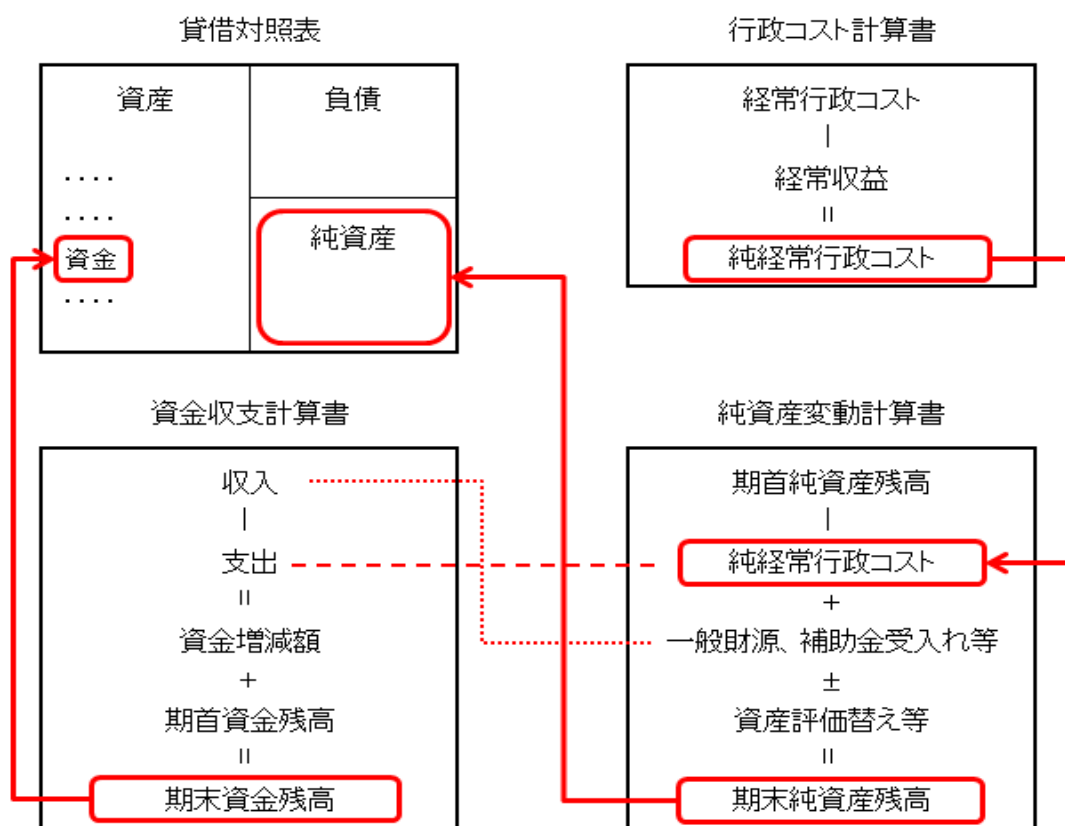 貸借対照表
資産
負債
‥‥
‥‥
資金
‥‥
純資産
行政コスト計算書
経常行政コスト
－
経常収益
＝
純経常行政コスト
資金収支計算書
収入
－
支出
＝
資金増減額
＋
期首資金残高
＝
期末資金残高
純資産変動計算書
期首純資産残高
－
純経常行政コスト
＋
一般財源、補助金受入れ等
±
資産評価替え等
＝
期末純資産残高